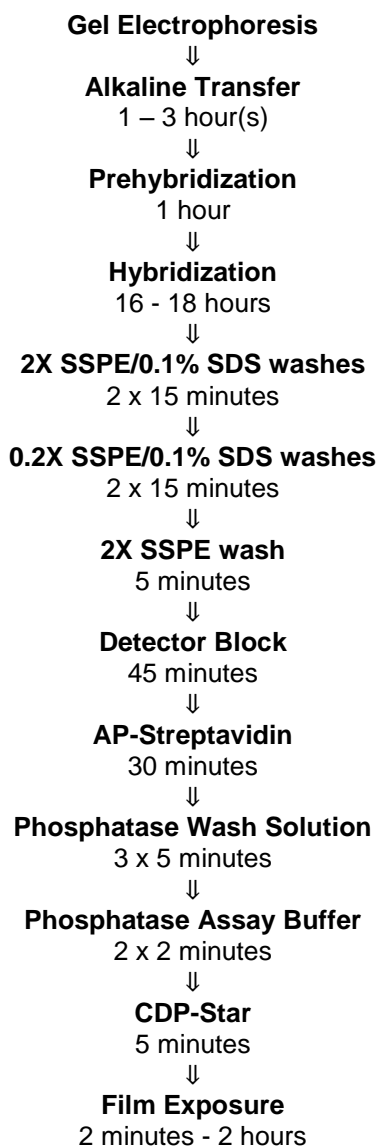 Gel Electrophoresis
⇓
Alkaline Transfer
1 – 3 hour(s)
⇓
Prehybridization
1 hour
⇓
Hybridization
16 - 18 hours
⇓
2X SSPE/0.1% SDS washes
2 x 15 minutes
⇓
0.2X SSPE/0.1% SDS washes
2 x 15 minutes
⇓
2X SSPE wash
5 minutes
⇓
Detector Block
45 minutes
⇓
AP-Streptavidin
30 minutes
⇓
Phosphatase Wash Solution
3 x 5 minutes
⇓
Phosphatase Assay Buffer
2 x 2 minutes
⇓
CDP-Star
5 minutes
⇓
Film Exposure
2 minutes - 2 hours